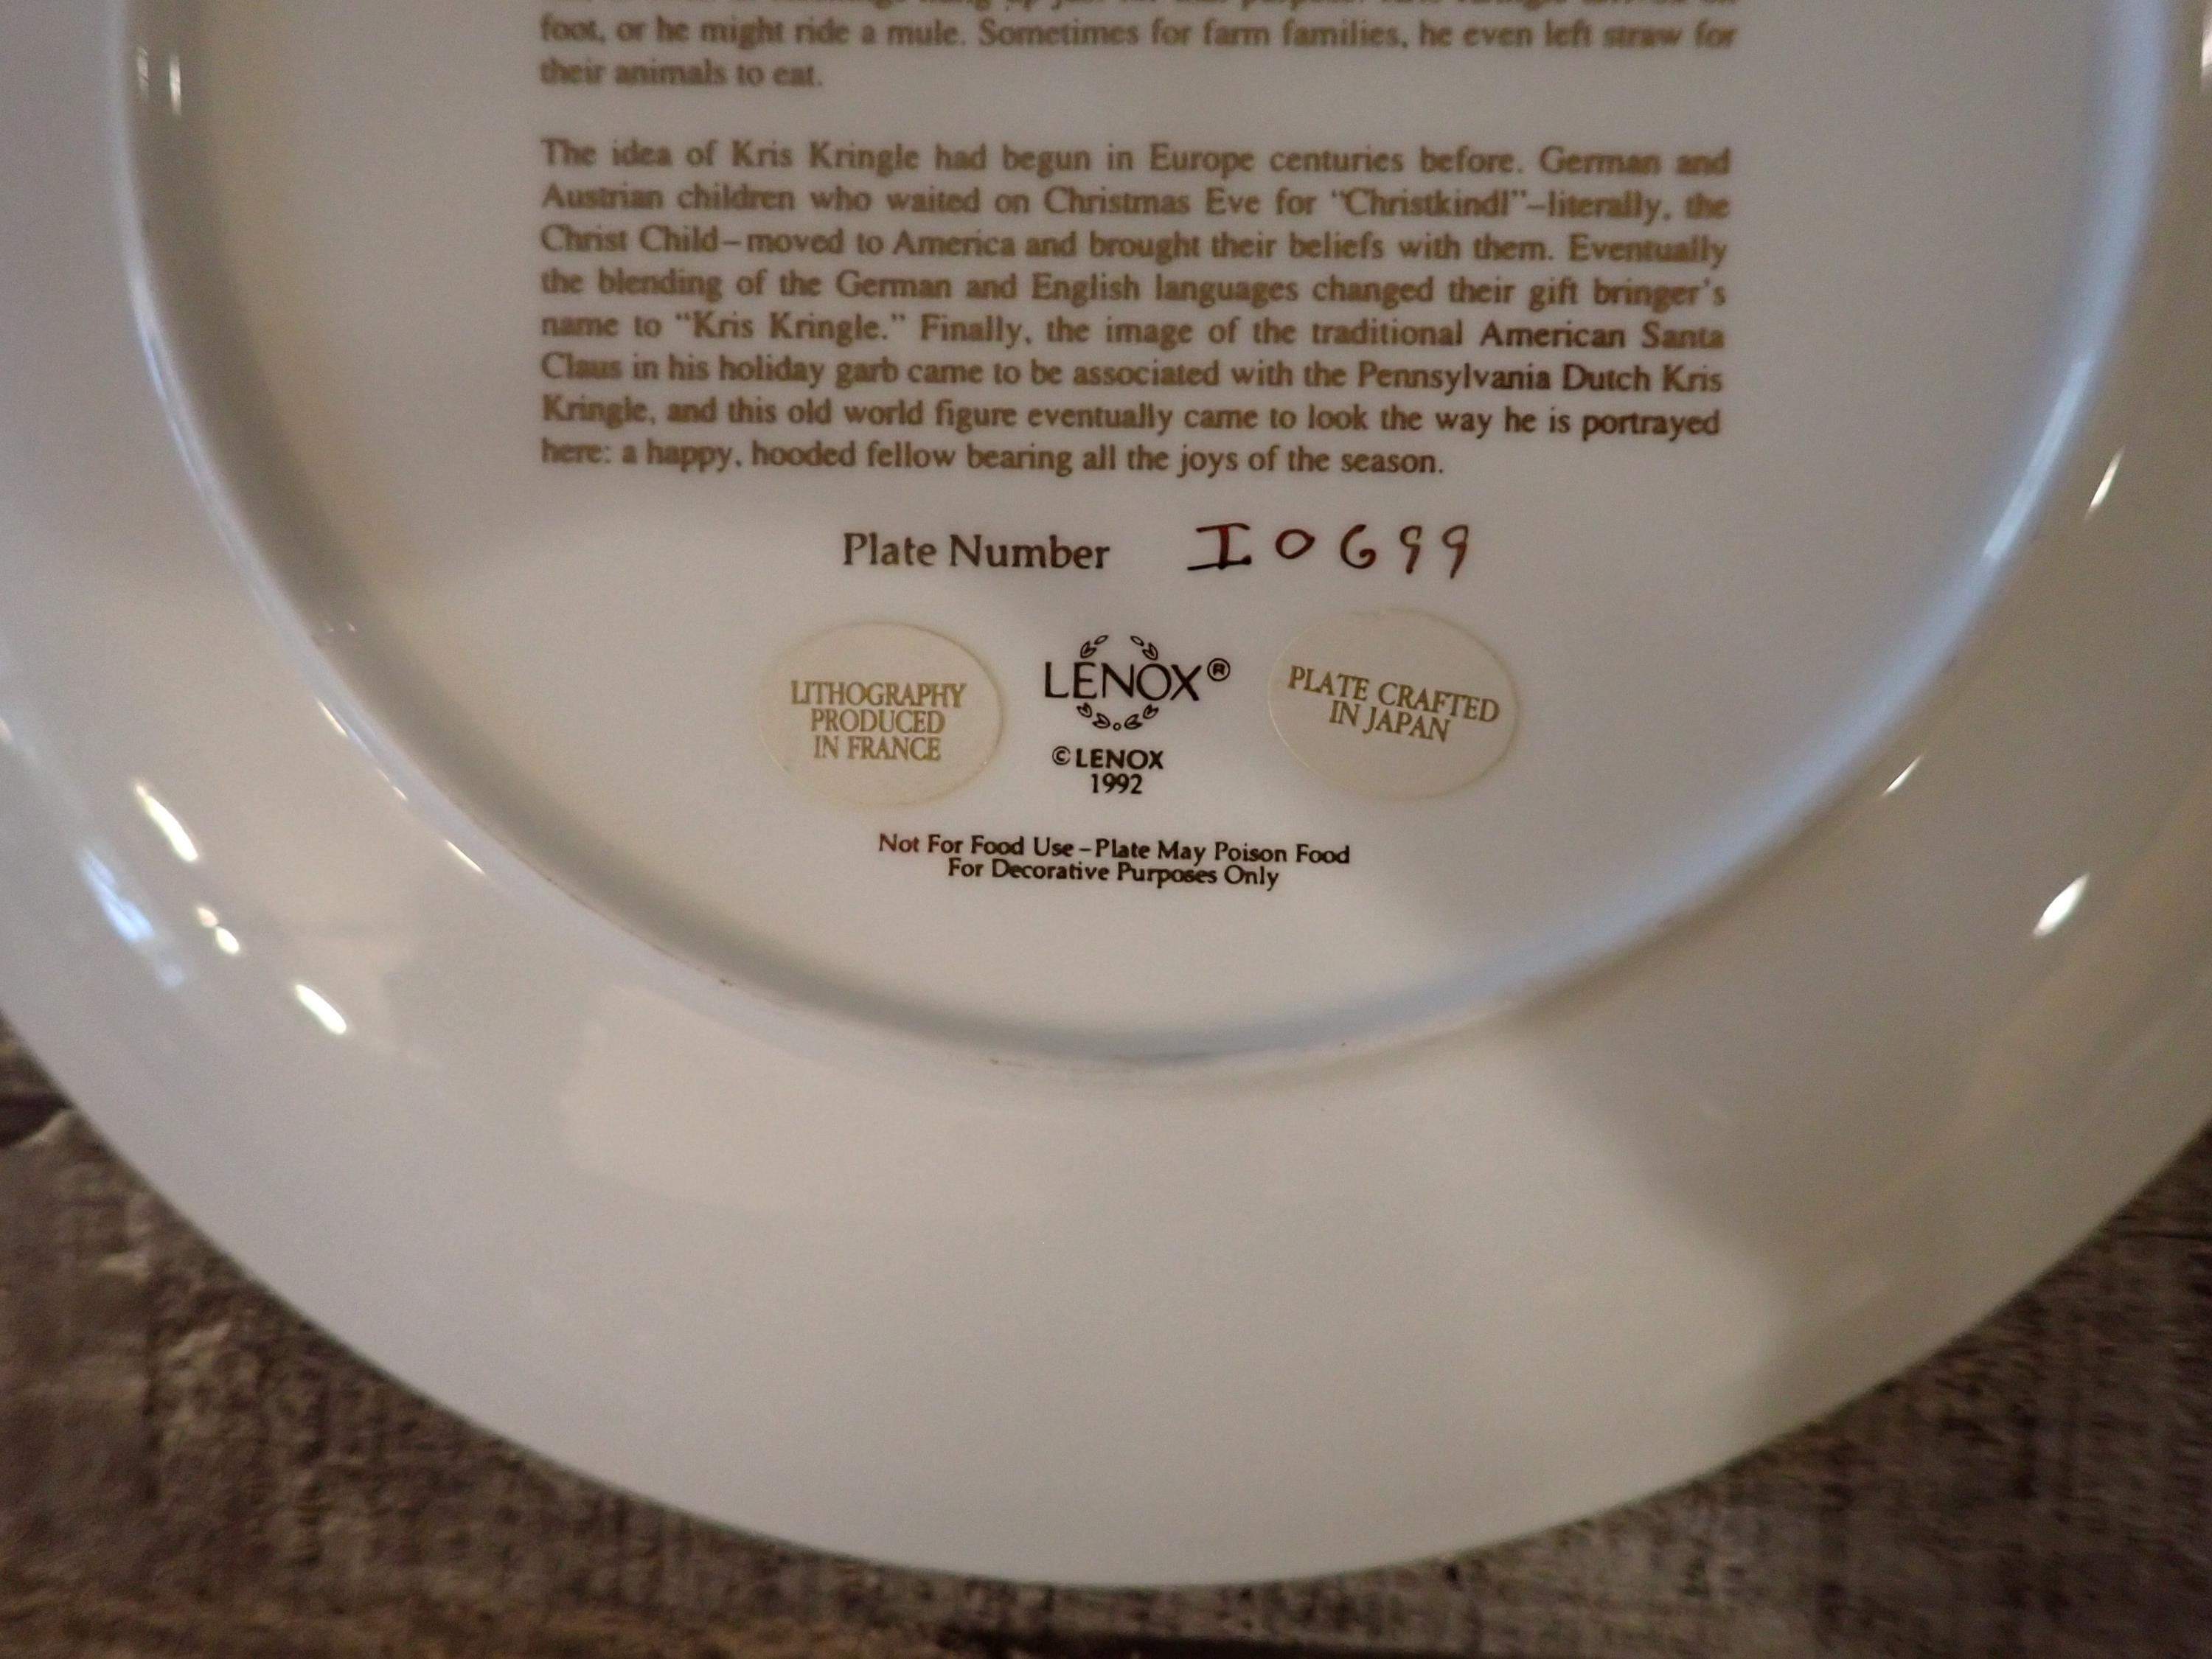 foot, or he might ride a mule. Sometimes for farm families, he even left straw for
their animals to eat.
The idea of Kris Kringle had begun in Europe centuries before. German and
Austrian children who waited on Christmas Eve for “Christkindl”–literally, the
Christ Child–moved to America and brought their beliefs with them. Eventually
the blending of the German and English languages changed their gift bringer's
name to “Kris Kringle.” Finally, the image of the traditional American Santa
Claus in his holiday garb came to be associated with the Pennsylvania Dutch Kris
Kringle, and this old world figure eventually came to look the way he is portrayed
here: a happy, hooded fellow bearing all the joys of the season.
Plate Number I0699
LITHOGRAPHY
PRODUCED
IN FRANCE
LENOX®
© LENOX
1992
PLATE CRAFTED
IN JAPAN
Not For Food Use – Plate May Poison Food
For Decorative Purposes Only